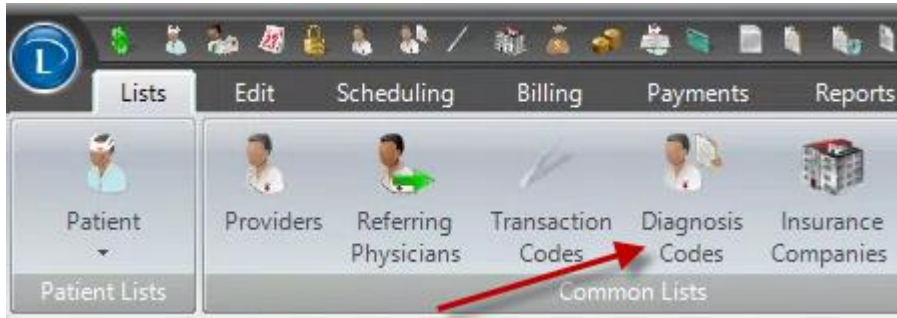 L
Lists Edit Scheduling Billing Payments Reports
Patient Providers Referring Transaction Diagnosis Insurance
Physicians Codes Codes Companies
Patient Lists Common Lists